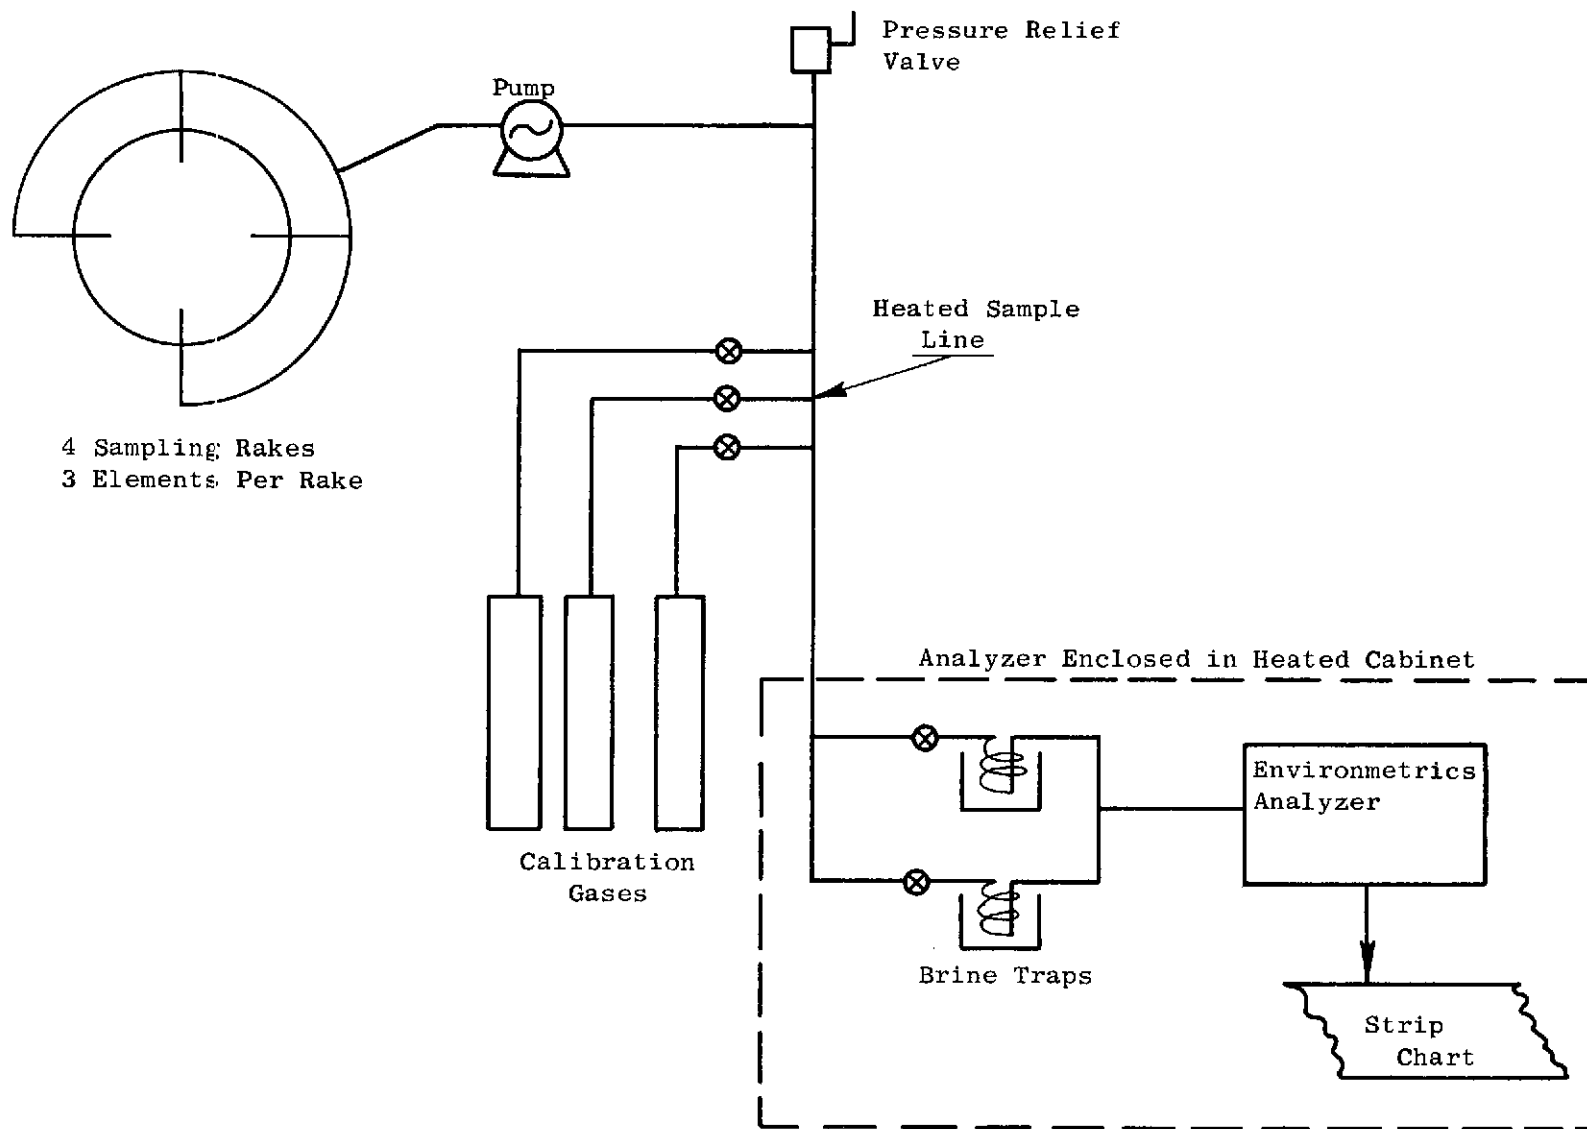 Pressure Relief
Valve
Pump
Heated Sample
Line
4 Sampling Rakes
3 Elements Per Rake
Analyzer Enclosed in Heated Cabinet
Environmetrics
Analyzer
Calibration
Gases
Brine Traps
Strip
Chart